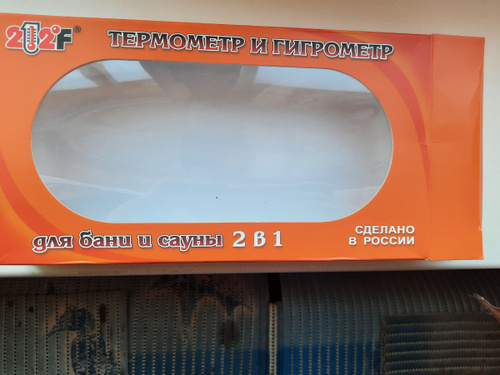 212°F®
ТЕРМОМЕТР И ГИГРОМЕТР
для бани и сауны 2 в 1
СДЕЛАНО
В РОССИИ